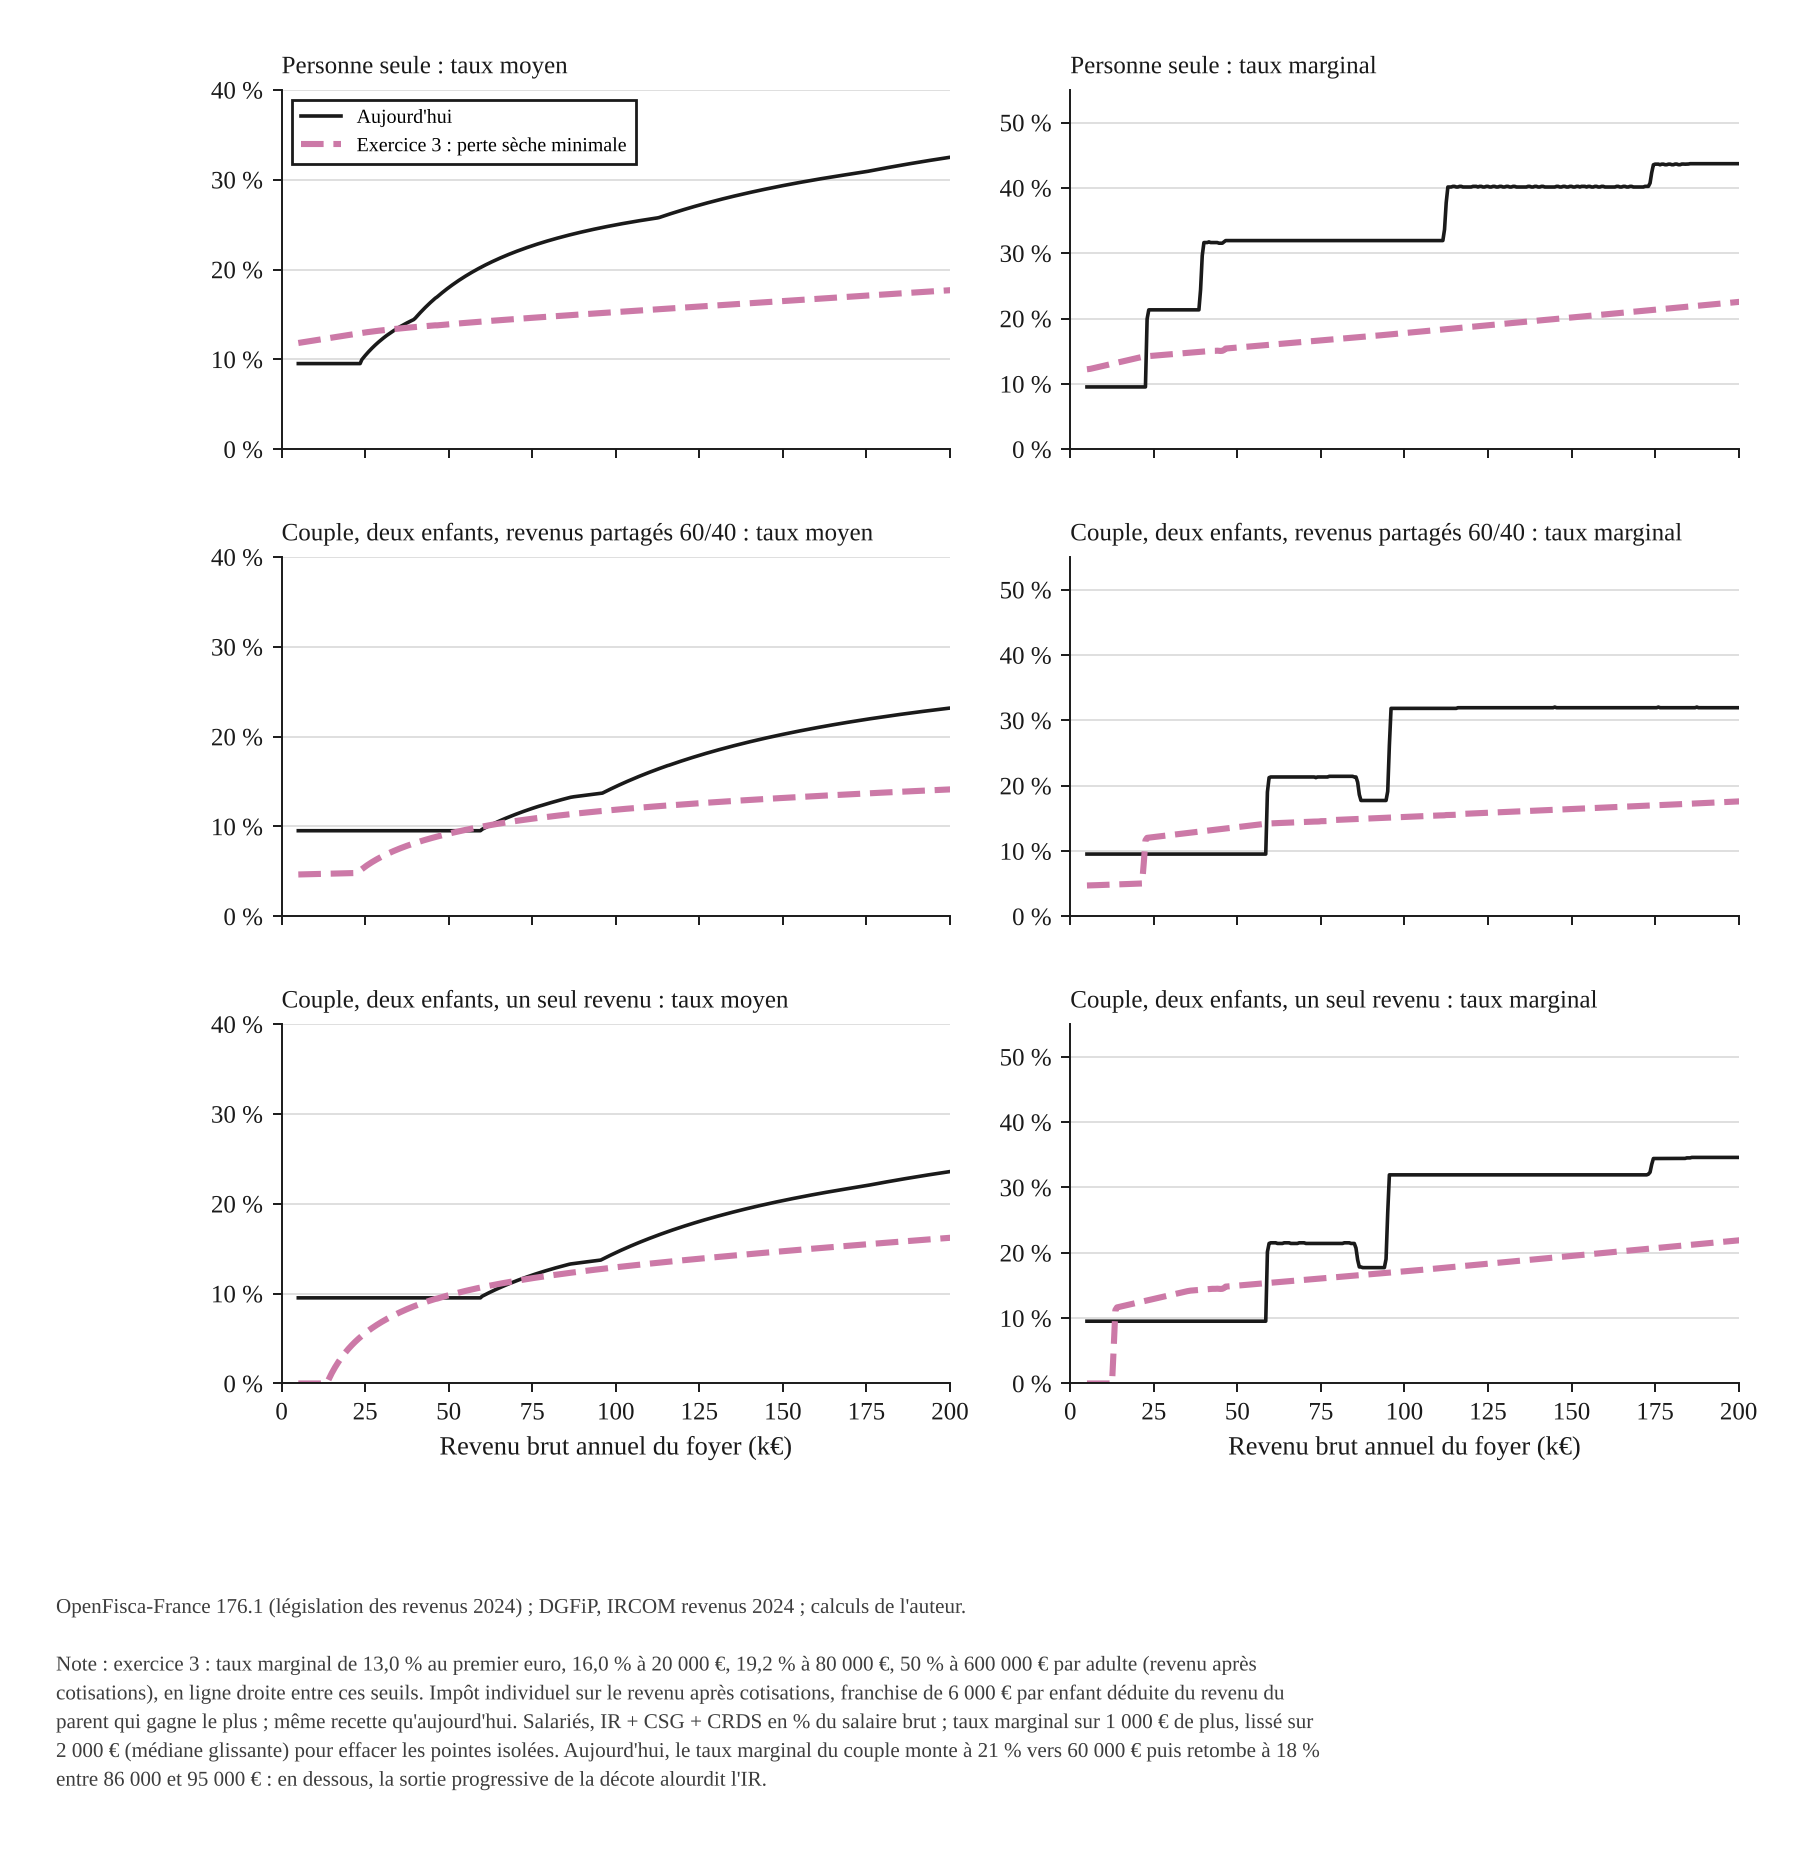 Personne seule : taux moyen
Personne seule : taux marginal
40 %
30 %
20 %
10 %
0 %
Aujourd'hui
Exercice 3 : perte sèche minimale
50 %
40 %
30 %
20 %
10 %
0 %
Couple, deux enfants, revenus partagés 60/40 : taux moyen
Couple, deux enfants, revenus partagés 60/40 : taux marginal
40 %
30 %
20 %
10 %
0 %
50 %
40 %
30 %
20 %
10 %
0 %
Couple, deux enfants, un seul revenu : taux moyen
Couple, deux enfants, un seul revenu : taux marginal
40 %
30 %
20 %
10 %
0 %
0 25 50 75 100 125 150 175 200
Revenu brut annuel du foyer (k€)
50 %
40 %
30 %
20 %
10 %
0 %
0 25 50 75 100 125 150 175 200
Revenu brut annuel du foyer (k€)
OpenFisca-France 176.1 (législation des revenus 2024) ; DGFiP, IRCOM revenus 2024 ; calculs de l'auteur.
Note : exercice 3 : taux marginal de 13,0 % au premier euro, 16,0 % à 20 000 €, 19,2 % à 80 000 €, 50 % à 600 000 € par adulte (revenu après
cotisations), en ligne droite entre ces seuils. Impôt individuel sur le revenu après cotisations, franchise de 6 000 € par enfant déduite du revenu du
parent qui gagne le plus ; même recette qu'aujourd'hui. Salariés, IR + CSG + CRDS en % du salaire brut ; taux marginal sur 1 000 € de plus, lissé sur
2 000 € (médiane glissante) pour effacer les pointes isolées. Aujourd'hui, le taux marginal du couple monte à 21 % vers 60 000 € puis retombe à 18 %
entre 86 000 et 95 000 € : en dessous, la sortie progressive de la décote alourdit l'IR.